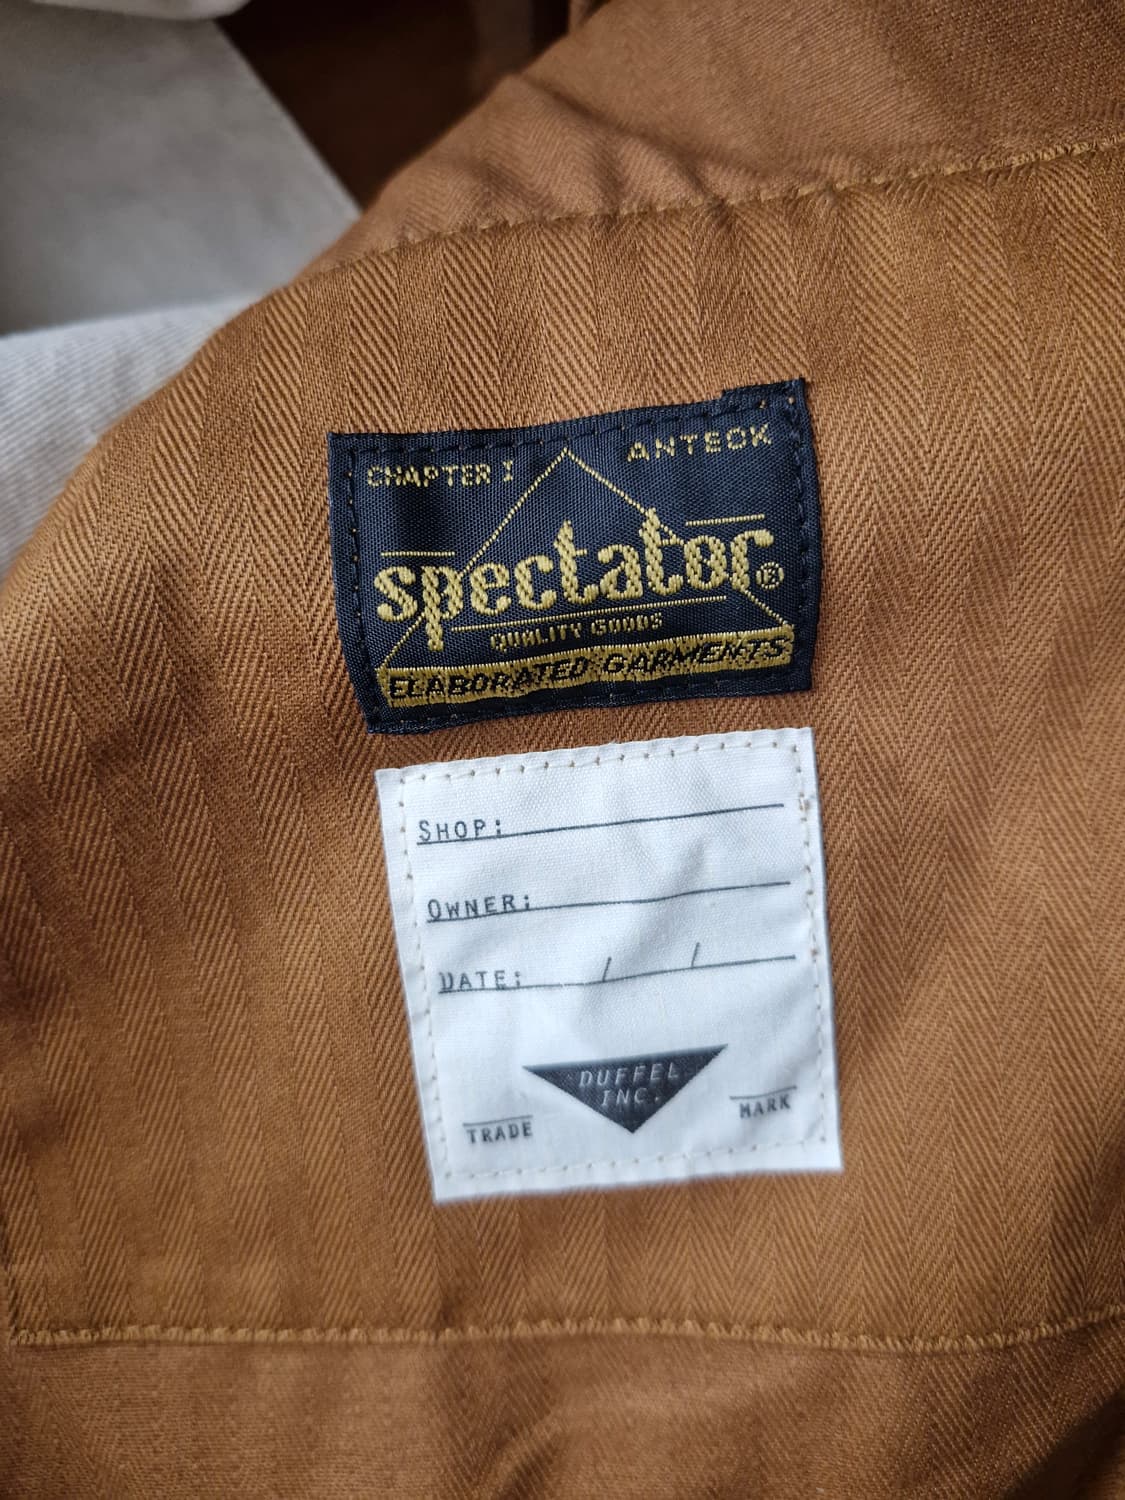 CHAPTER I ANTECK
spectator ®
QUALITY GOODS
ELABORATED GARMENTS
SHOP:
OWNER:
DATE: / /
DUFFEL
INC.
TRADE MARK